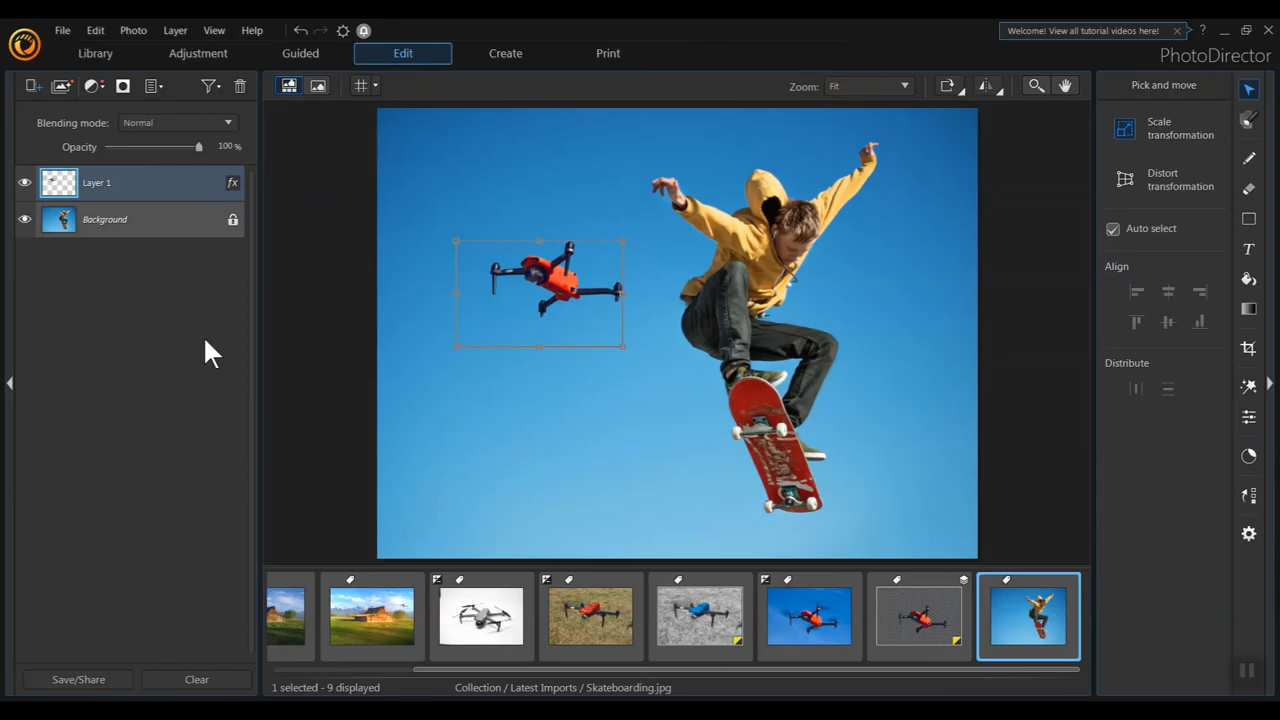 File Edit Photo Layer View Help
Welcome! View all tutorial videos here!
?
Library Adjustment Guided Edit Create Print
PhotoDirector
Zoom: Fit
Pick and move
Blending mode: Normal
Opacity 100 %
Scale
transformation
Layer 1 fx
Distort
transformation
Background
Auto select
Align
Distribute
Save/Share Clear
1 selected - 9 displayed Collection / Latest Imports / Skateboarding.jpg